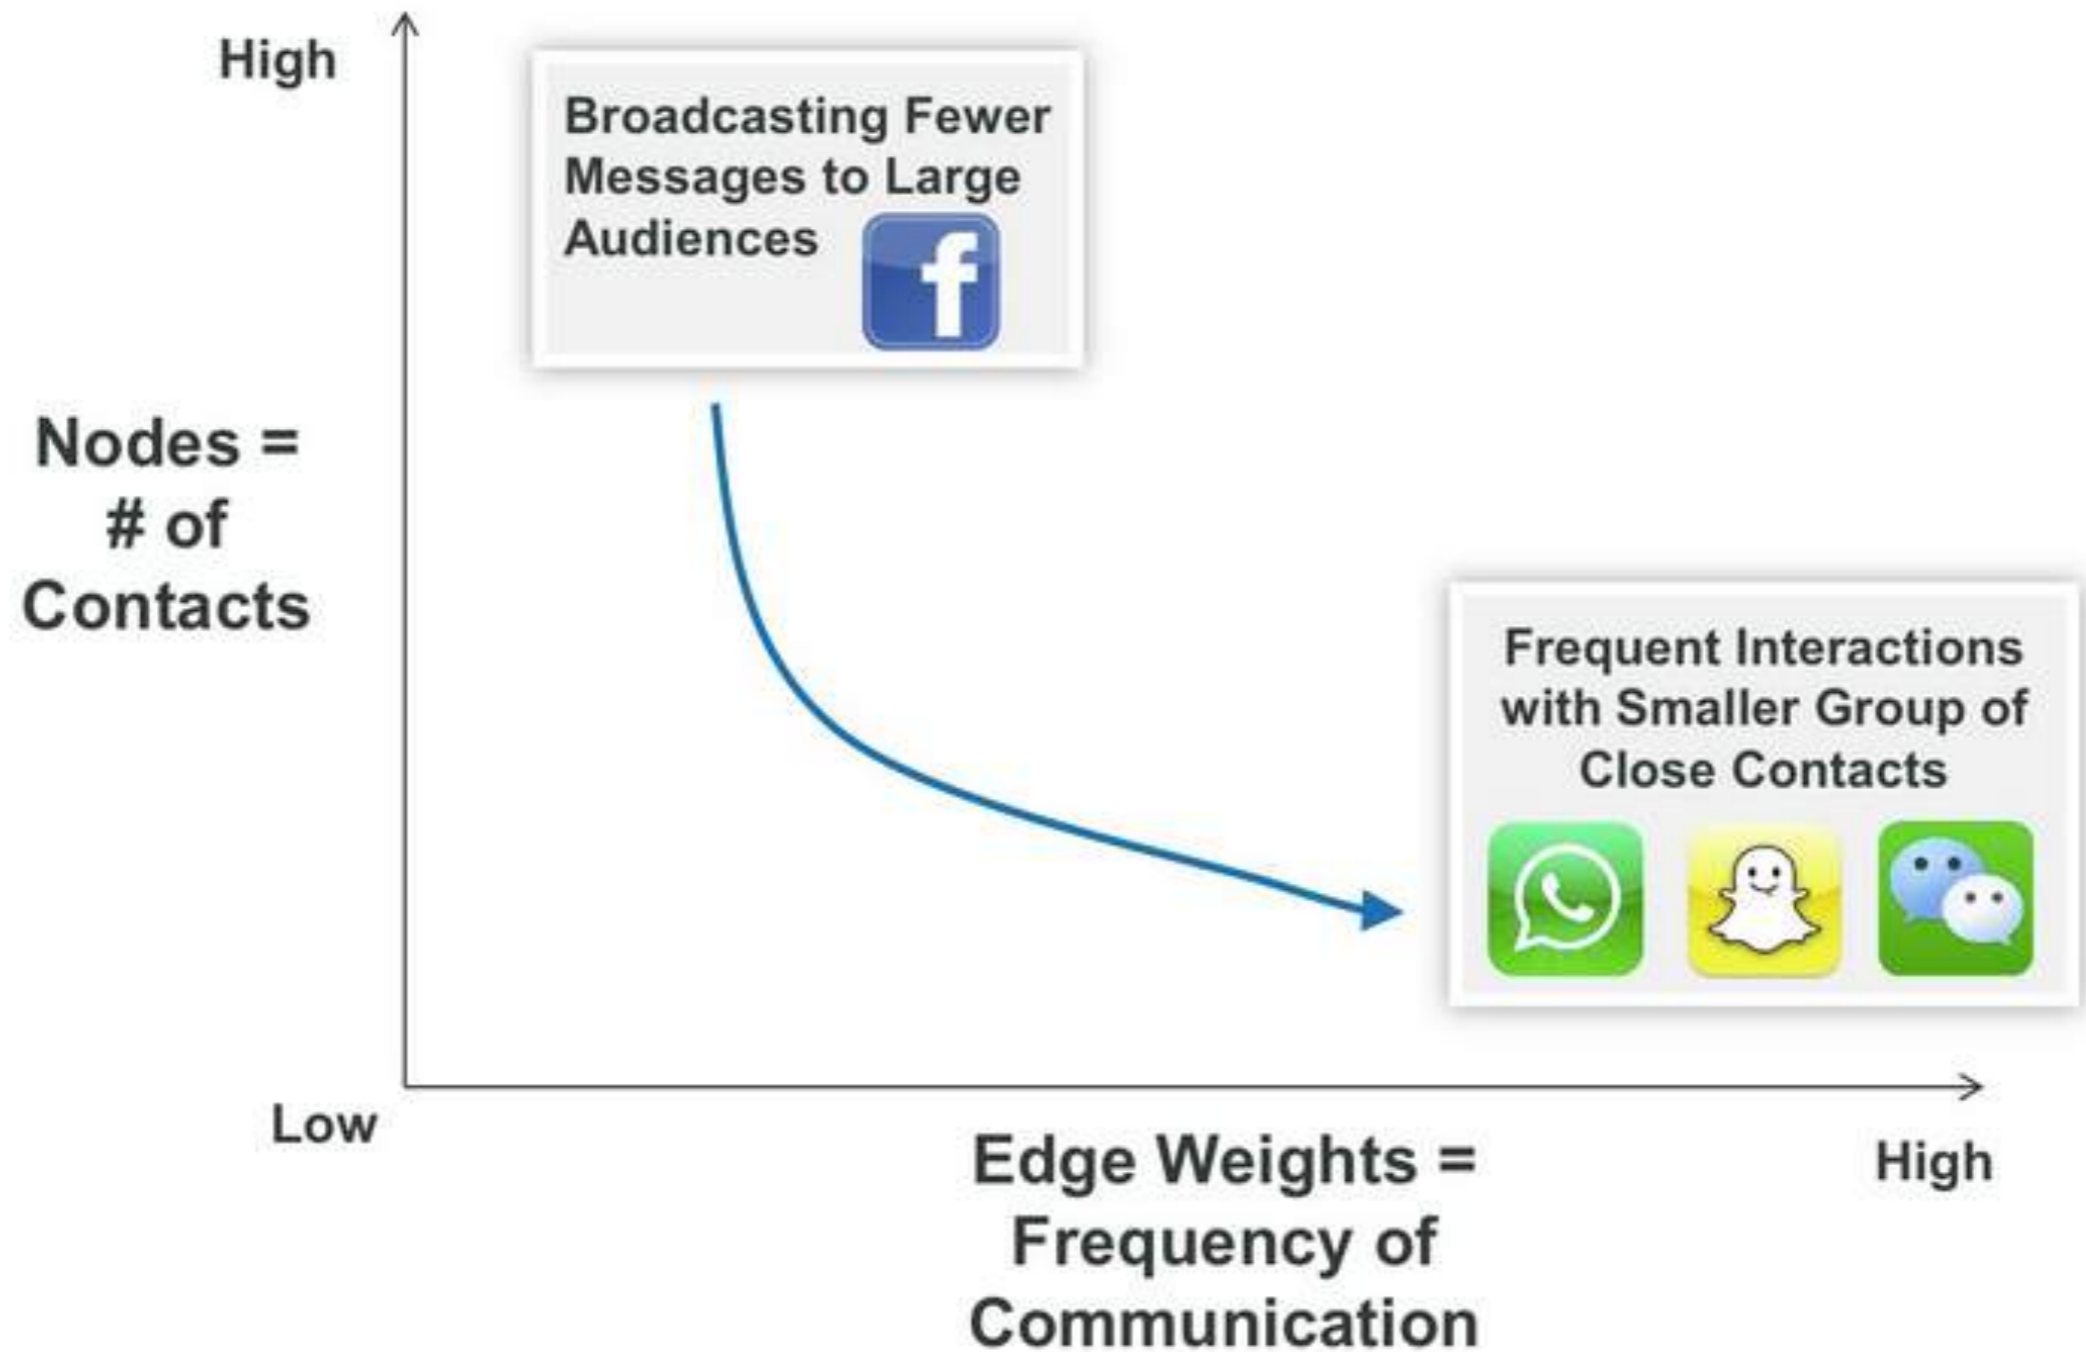 High
Broadcasting Fewer
Messages to Large
Audiences
f
Nodes =
# of
Contacts
Frequent Interactions
with Smaller Group of
Close Contacts
Low
High
Edge Weights =
Frequency of
Communication